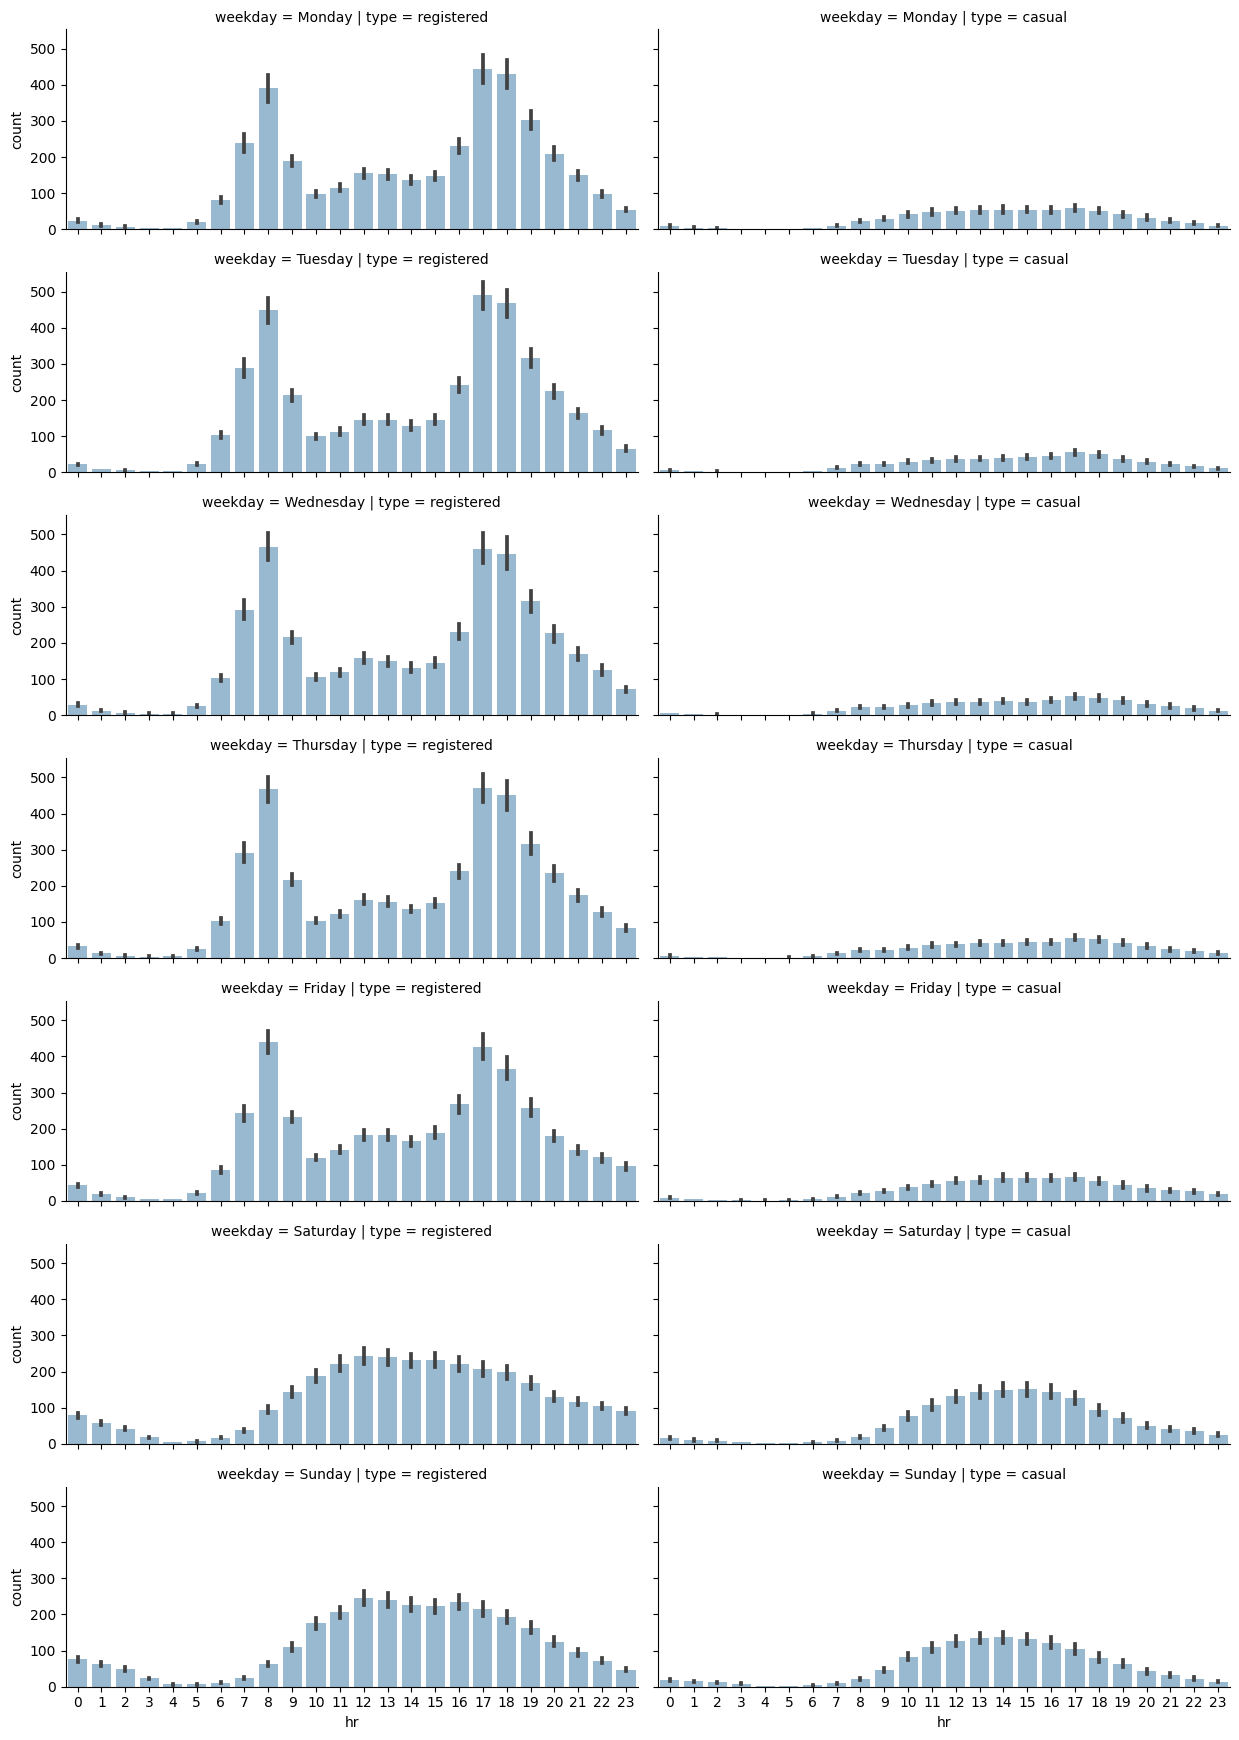 weekday = Monday | type = registered
weekday = Monday | type = casual
500
400
300
200
100
0
count
weekday = Tuesday | type = registered
weekday = Tuesday | type = casual
500
400
300
200
100
0
count
weekday = Wednesday | type = registered
weekday = Wednesday | type = casual
500
400
300
200
100
0
count
weekday = Thursday | type = registered
weekday = Thursday | type = casual
500
400
300
200
100
0
count
weekday = Friday | type = registered
weekday = Friday | type = casual
500
400
300
200
100
0
count
weekday = Saturday | type = registered
weekday = Saturday | type = casual
500
400
300
200
100
0
count
weekday = Sunday | type = registered
weekday = Sunday | type = casual
500
400
300
200
100
0
count
0 1 2 3 4 5 6 7 8 9 10 11 12 13 14 15 16 17 18 19 20 21 22 23
0 1 2 3 4 5 6 7 8 9 10 11 12 13 14 15 16 17 18 19 20 21 22 23
hr
hr